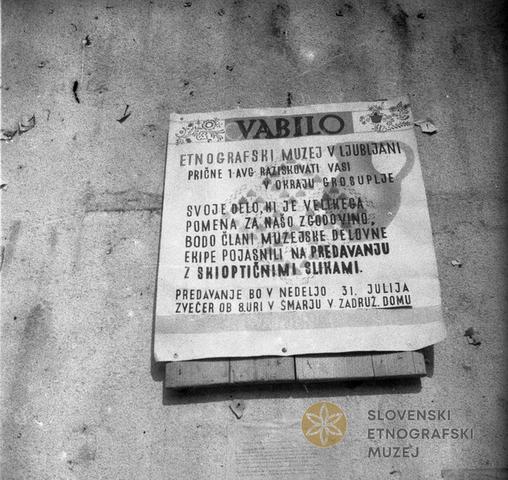 VABILO
ETNOGRAFSKI MUZEJ V LJUBLJANI
PRIČNE 1·AVG RAZISKOVATI VASI
V OKRAJU GROSUPLJE
SVOJE DELO, KI JE VELIKEGA
POMENA ZA NAŠO ZGODOVINO,
BODO ČLANI MUZEJSKE DELOVNE
EKIPE POJASNILI NA PREDAVANJU
Z SKIOPTIČNIMI SLIKAMI.
PREDAVANJE BO V NEDELJO 31. JULIJA
ZVEČER OB 8.URI V ŠMARJU V ZADRUŽ. DOMU
SLOVENSKI
ETNOGRAFSKI
MUZEJ